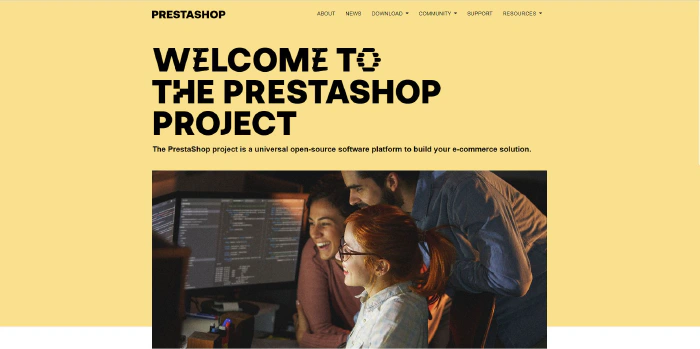 PRESTASHOP
ABOUT NEWS DOWNLOAD COMMUNITY SUPPORT RESOURCES
WELCOME TO
THE PRESTASHOP
PROJECT
The PrestaShop project is a universal open-source software platform to build your e-commerce solution.